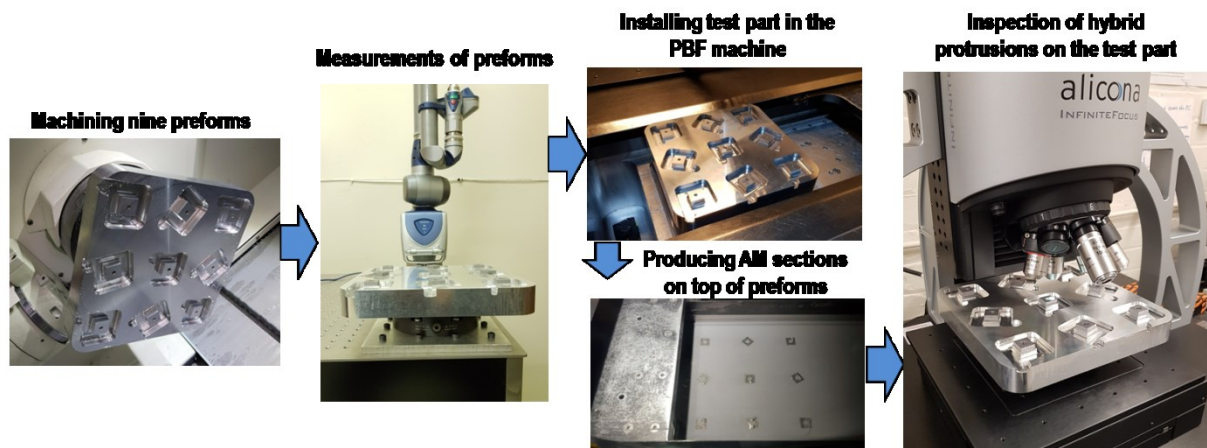 Machining nine preforms
Measurements of preforms
Installing test part in the
PBF machine
Producing AM sections
on top of preforms
Inspection of hybrid
protrusions on the test part
alicona
INFINITEFOCUS